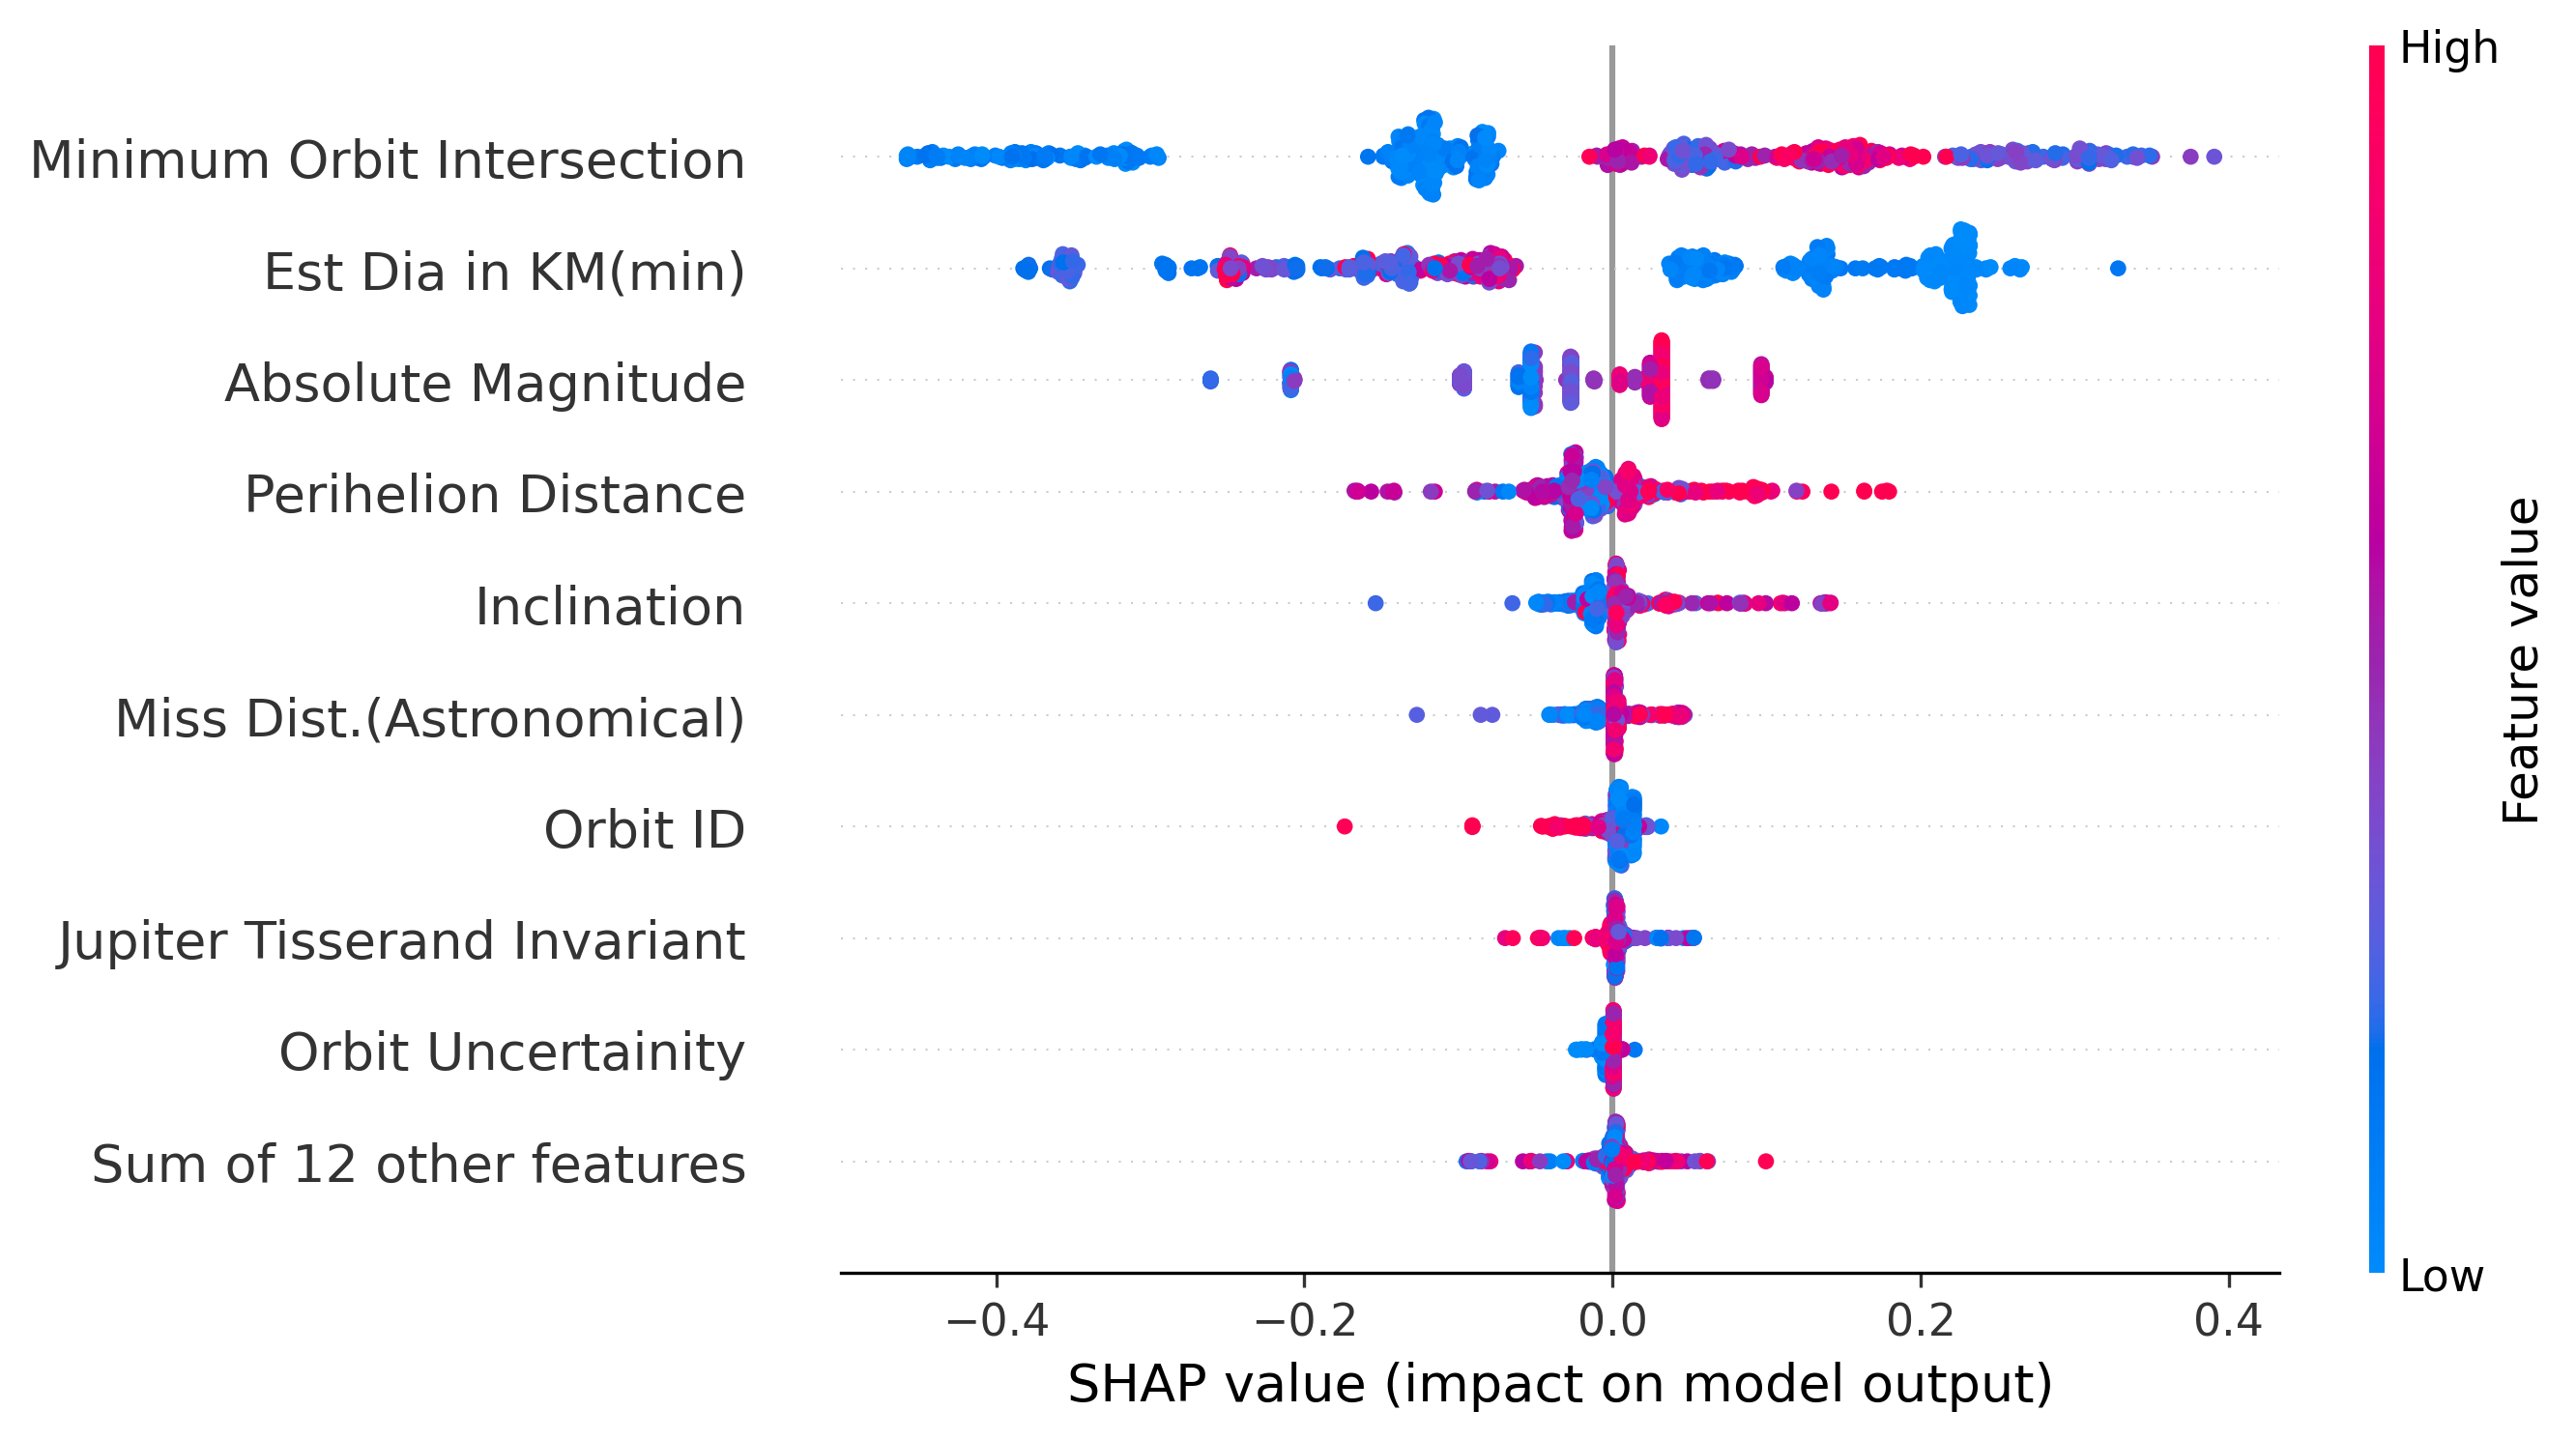 High
Minimum Orbit Intersection
Est Dia in KM(min)
Absolute Magnitude
Perihelion Distance
Inclination
Miss Dist.(Astronomical)
Orbit ID
Jupiter Tisserand Invariant
Orbit Uncertainity
Sum of 12 other features
Feature value
Low
−0.4 −0.2 0.0 0.2 0.4
SHAP value (impact on model output)